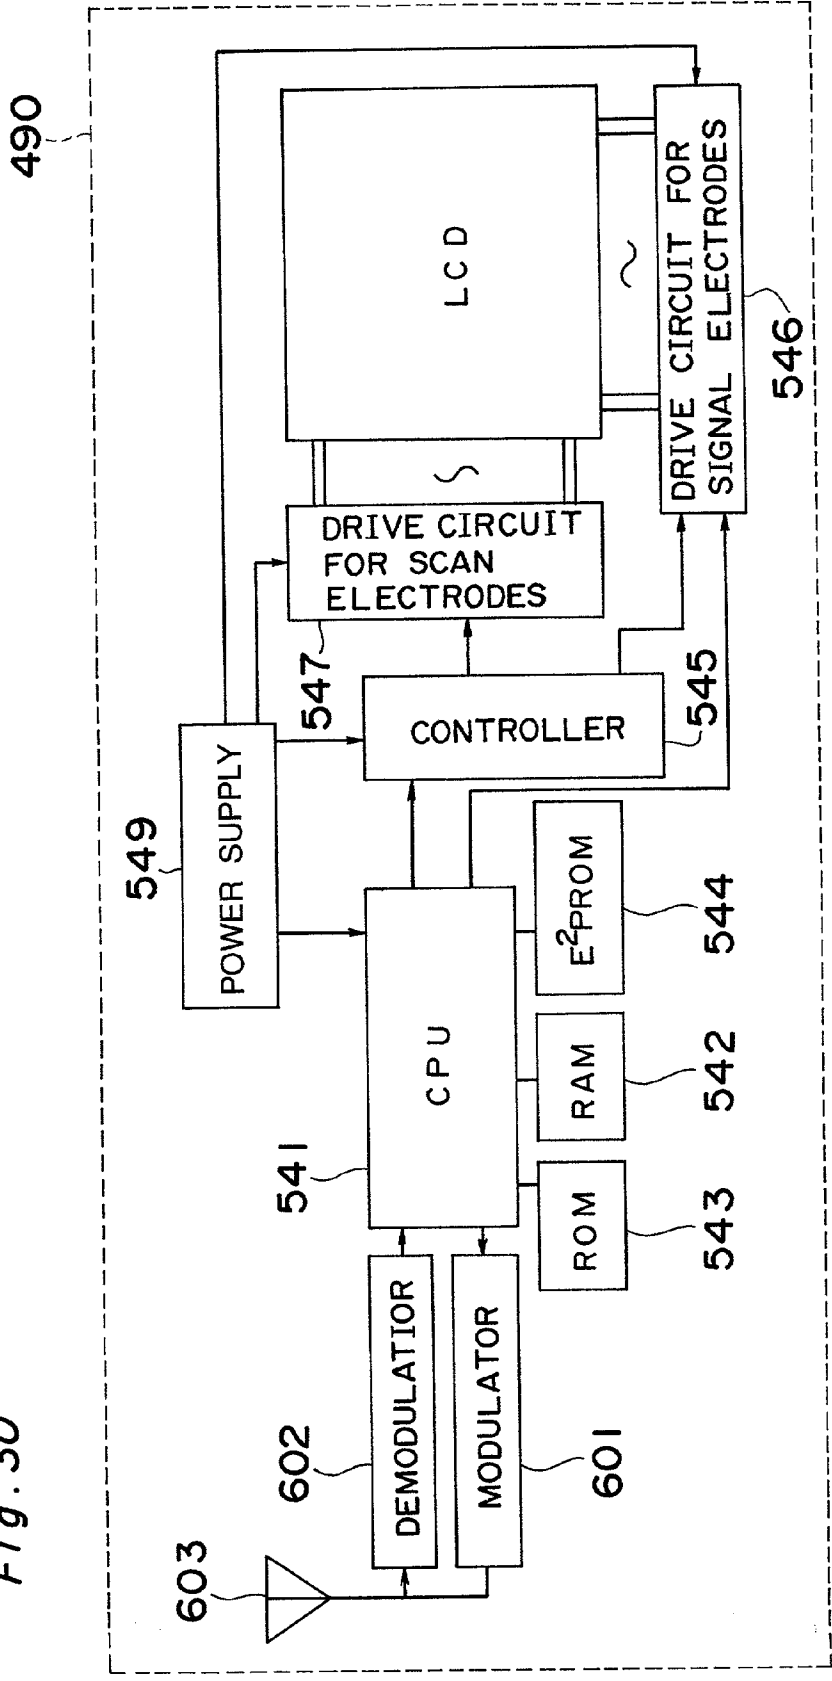 Fig. 30
490
549
POWER SUPPLY
603
602
DEMODULATIOR
MODULATOR
601
541
CPU
ROM
543
RAM
542
E²PROM
544
CONTROLLER
545
547
DRIVE CIRCUIT
FOR SCAN
ELECTRODES
LCD
DRIVE CIRCUIT FOR
SIGNAL ELECTRODES
546